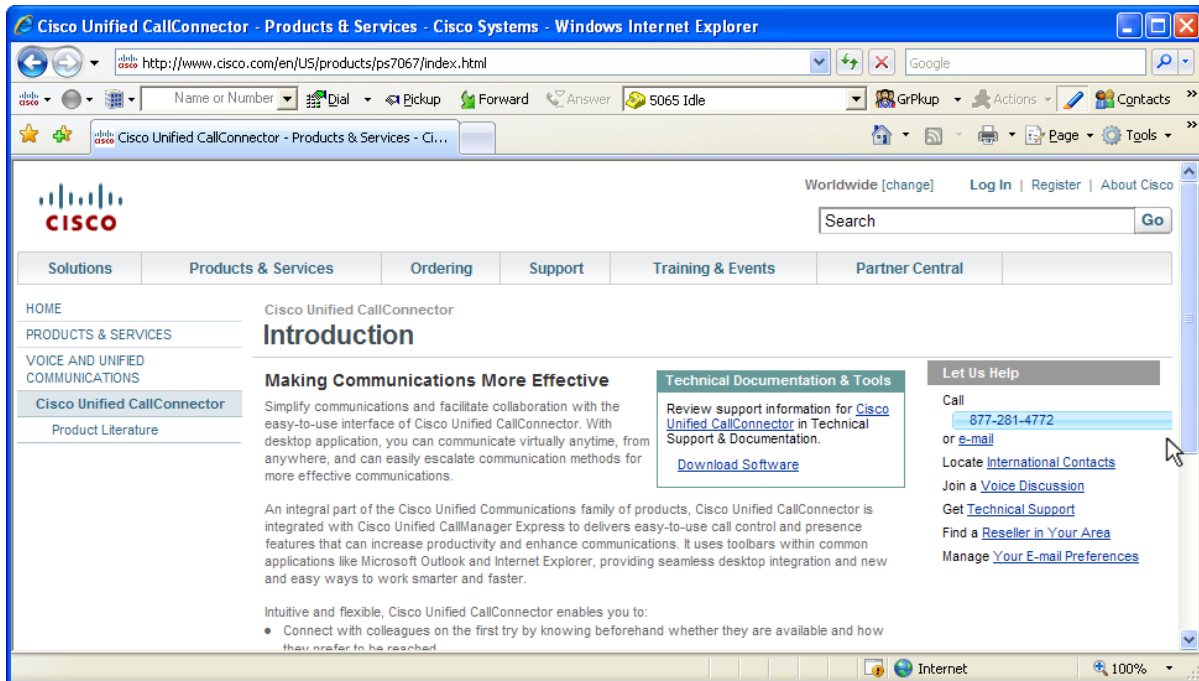 Cisco Unified CallConnector - Products & Services - Cisco Systems - Windows Internet Explorer
http://www.cisco.com/en/US/products/ps7067/index.html
Google
Name or Number Dial Pickup Forward Answer 5065 Idle GrPkup Actions Contacts »
Cisco Unified CallConnector - Products & Services - Ci...
Page Tools »
CISCO
Worldwide [change] Log In | Register | About Cisco
Search Go
Solutions Products & Services Ordering Support Training & Events Partner Central
HOME
PRODUCTS & SERVICES
VOICE AND UNIFIED
COMMUNICATIONS
Cisco Unified CallConnector
Product Literature
Cisco Unified CallConnector
Introduction
Making Communications More Effective
Simplify communications and facilitate collaboration with the
easy-to-use interface of Cisco Unified CallConnector. With
desktop application, you can communicate virtually anytime, from
anywhere, and can easily escalate communication methods for
more effective communications.
Technical Documentation & Tools
Review support information for Cisco
Unified CallConnector in Technical
Support & Documentation.
Download Software
An integral part of the Cisco Unified Communications family of products, Cisco Unified CallConnector is
integrated with Cisco Unified CallManager Express to delivers easy-to-use call control and presence
features that can increase productivity and enhance communications. It uses toolbars within common
applications like Microsoft Outlook and Internet Explorer, providing seamless desktop integration and new
and easy ways to work smarter and faster.
Intuitive and flexible, Cisco Unified CallConnector enables you to:
• Connect with colleagues on the first try by knowing beforehand whether they are available and how
they prefer to be reached
Let Us Help
Call
877-281-4772
or e-mail
Locate International Contacts
Join a Voice Discussion
Get Technical Support
Find a Reseller in Your Area
Manage Your E-mail Preferences
Internet 100%